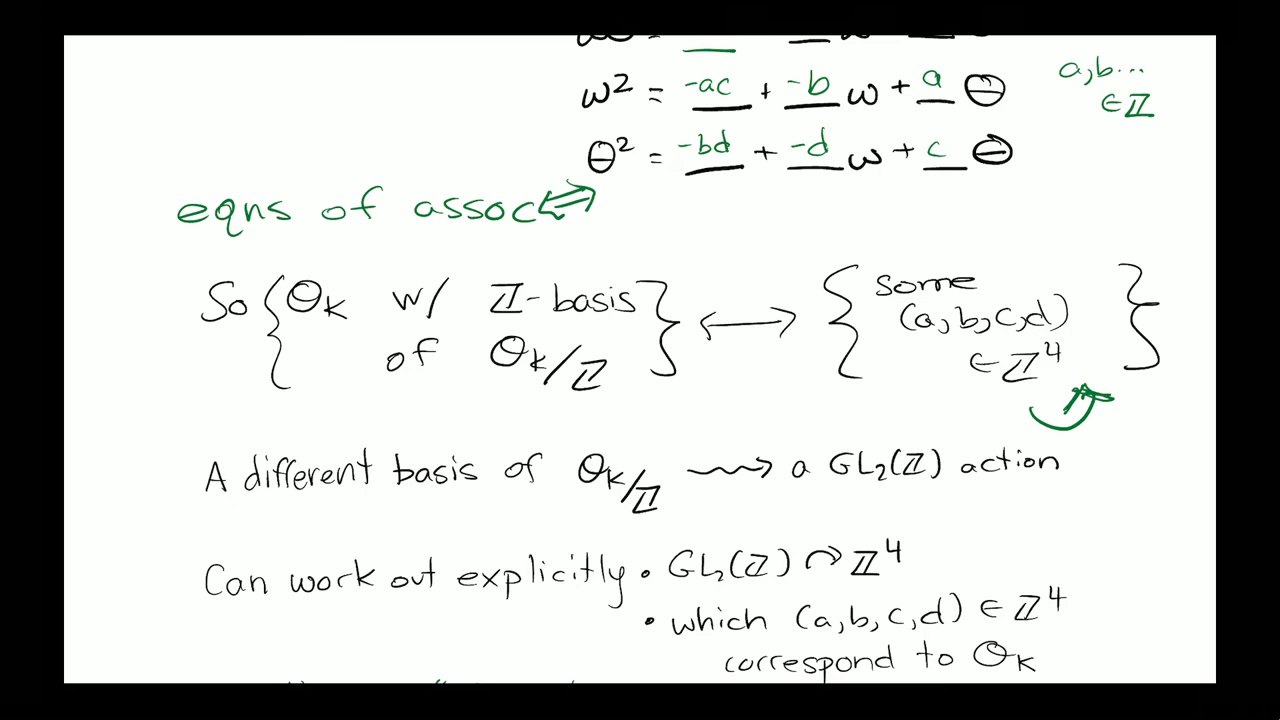 ω² = -ac + -b ω + a θ
a,b... ∈ ℤ
θ² = -bd + -d ω + c θ
eqns of assoc ⇔
So { 𝒪_K w/ ℤ-basis of 𝒪_K/ℤ } ⟷ { some (a,b,c,d) ∈ ℤ⁴ }
A different basis of 𝒪_K/ℤ ⇝ a GL₂(ℤ) action
Can work out explicitly • GL₂(ℤ) ↷ ℤ⁴
• which (a,b,c,d) ∈ ℤ⁴
correspond to 𝒪_K